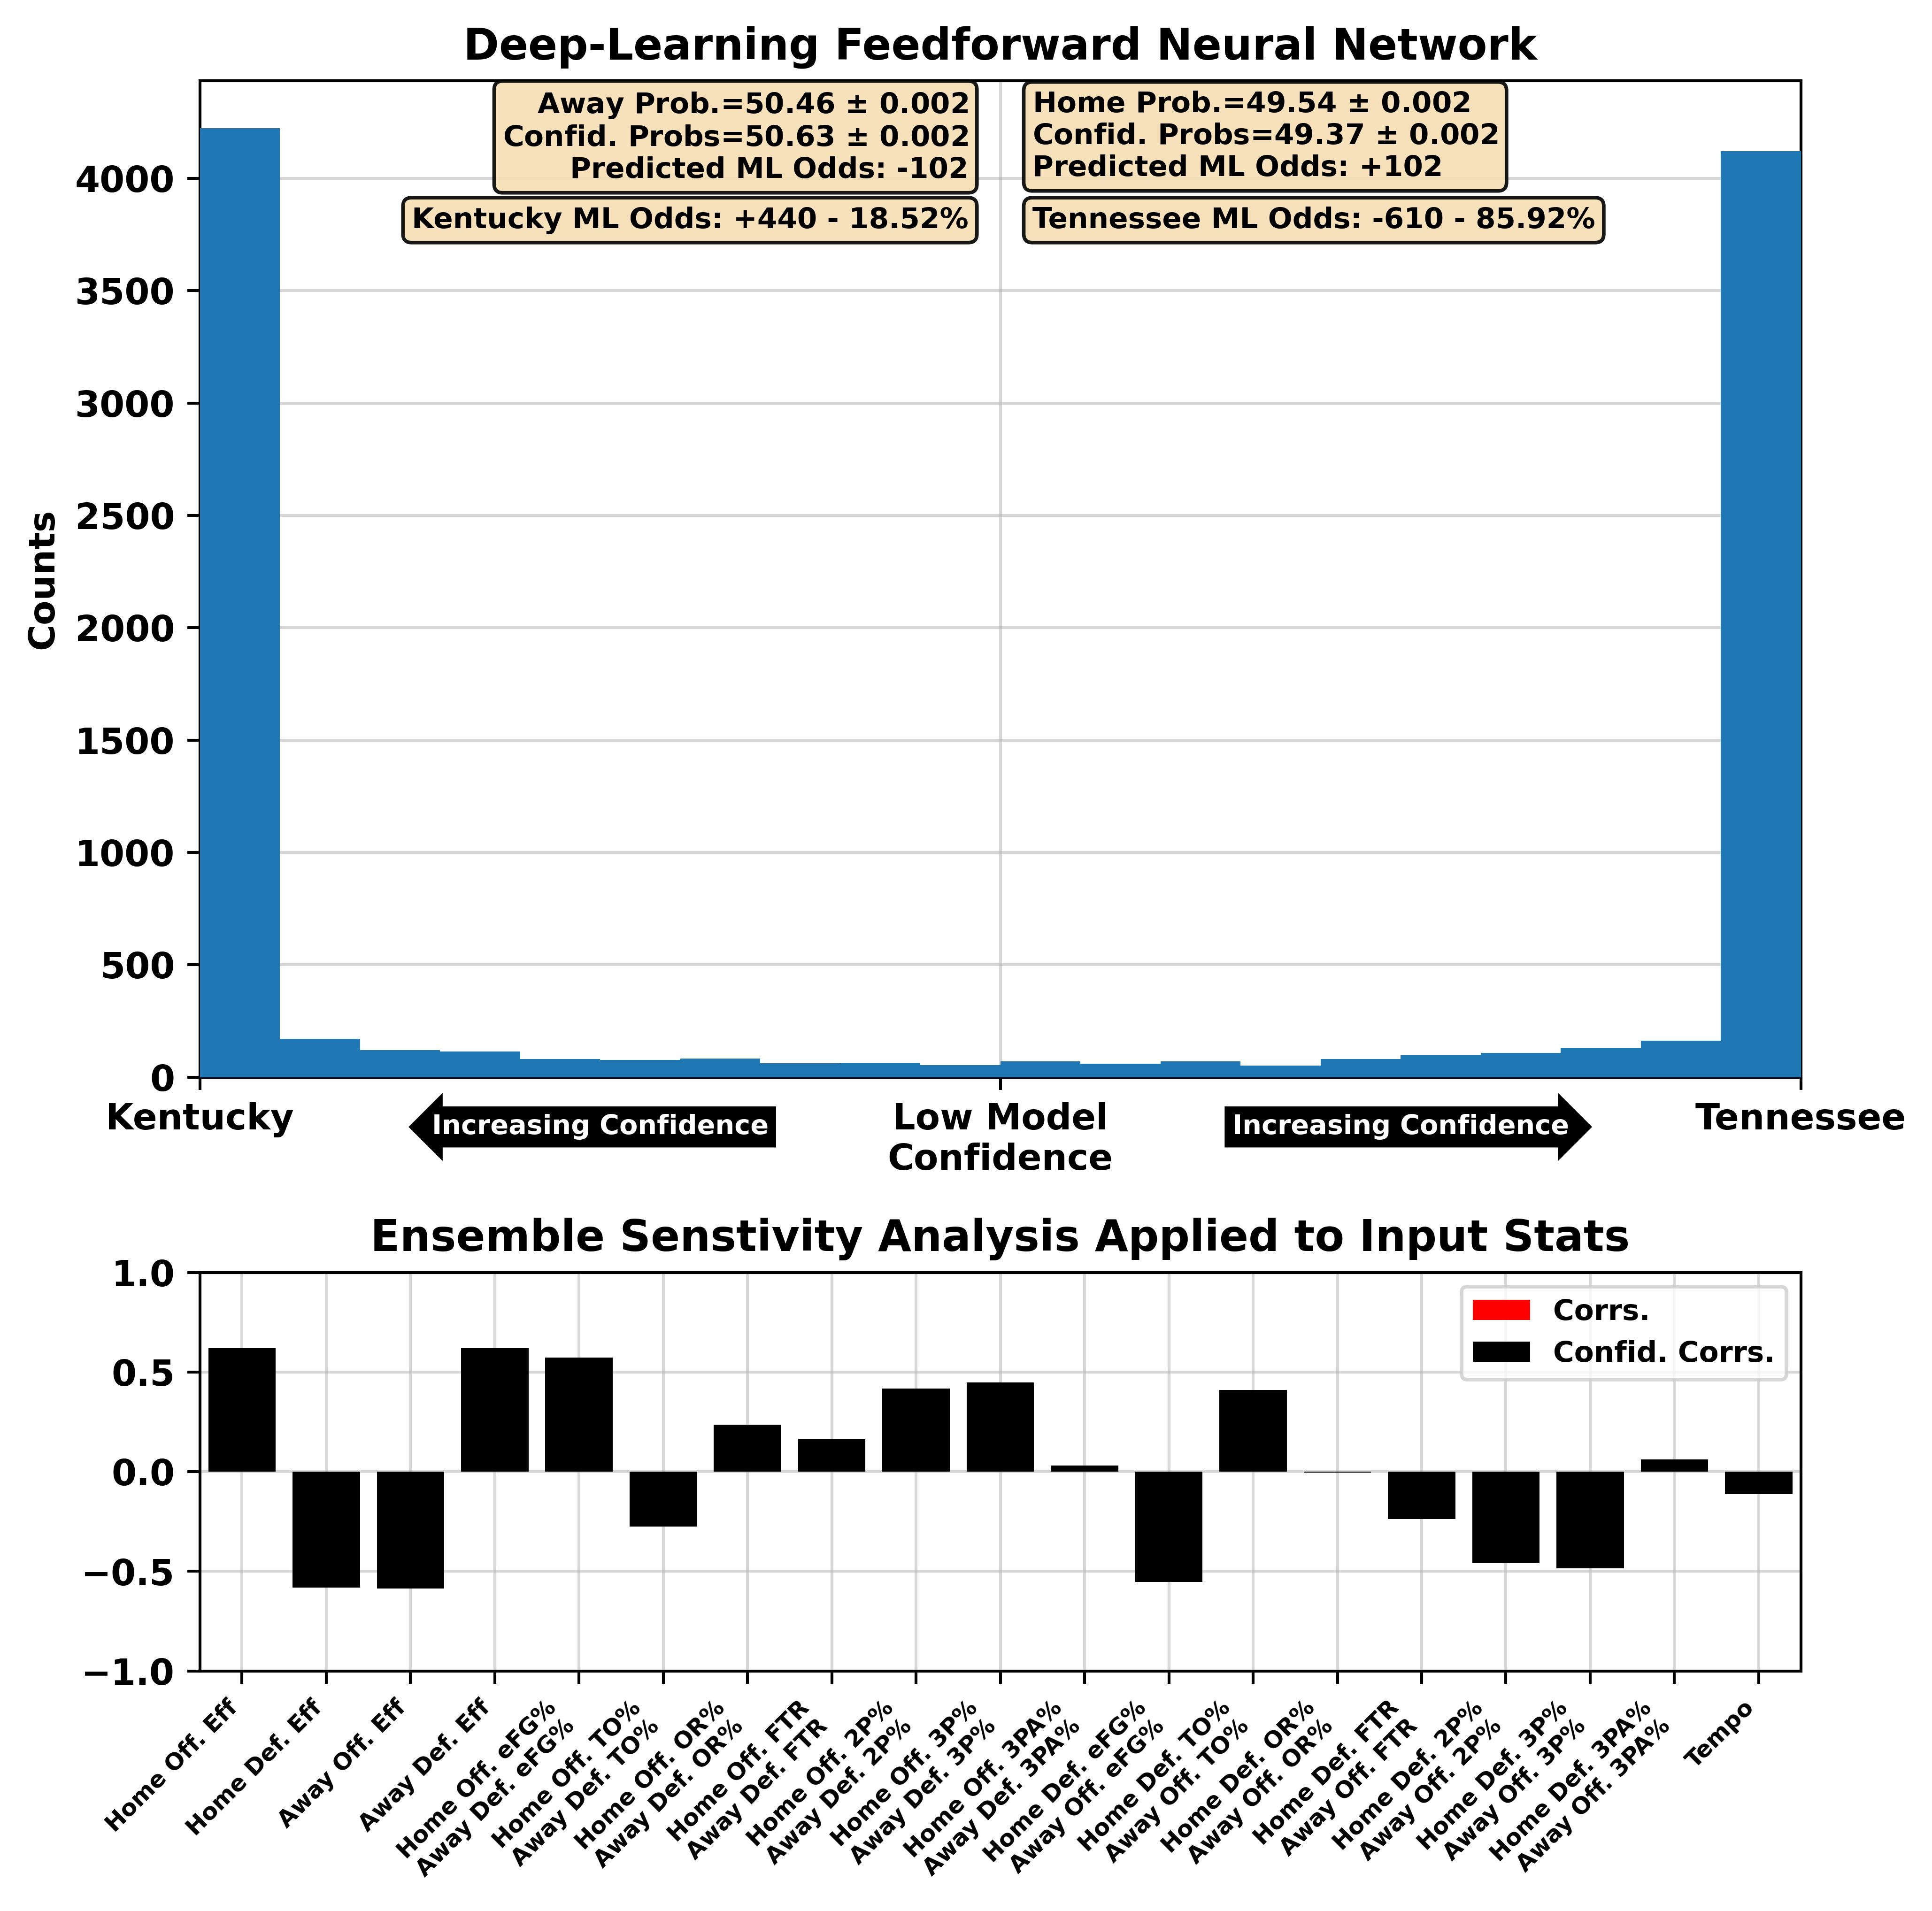 Deep-Learning Feedforward Neural Network
Away Prob.=50.46 ± 0.002
Confid. Probs=50.63 ± 0.002
Predicted ML Odds: -102
Home Prob.=49.54 ± 0.002
Confid. Probs=49.37 ± 0.002
Predicted ML Odds: +102
Kentucky ML Odds: +440 - 18.52%
Tennessee ML Odds: -610 - 85.92%
Counts
4000
3500
3000
2500
2000
1500
1000
500
0
Kentucky
Increasing Confidence
Low Model
Confidence
Increasing Confidence
Tennessee
Ensemble Senstivity Analysis Applied to Input Stats
1.0
0.5
0.0
−0.5
−1.0
Corrs.
Confid. Corrs.
Home Off. Eff
Home Def. Eff
Away Off. Eff
Away Def. Eff
Home Off. eFG%
Away Def. eFG%
Home Off. TO%
Away Def. TO%
Home Off. OR%
Away Def. OR%
Home Off. FTR
Away Def. FTR
Home Off. 2P%
Away Def. 2P%
Home Off. 3P%
Away Def. 3P%
Home Off. 3PA%
Away Def. 3PA%
Home Def. eFG%
Away Off. eFG%
Home Def. TO%
Away Off. TO%
Home Def. OR%
Away Off. OR%
Home Def. FTR
Away Off. FTR
Home Def. 2P%
Away Off. 2P%
Home Def. 3P%
Away Off. 3P%
Home Def. 3PA%
Away Off. 3PA%
Tempo